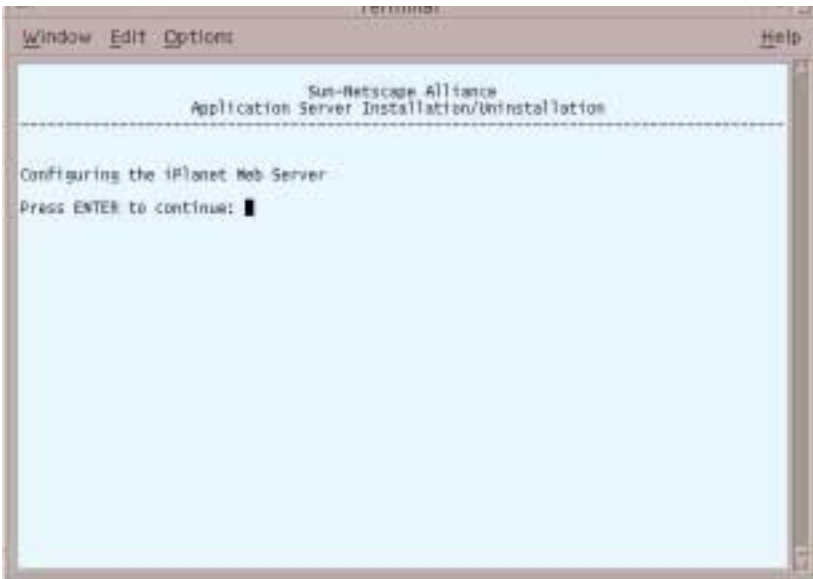 Terminal
Window Edit Options Help
Sun-Netscape Alliance
Application Server Installation/Uninstallation
Configuring the iPlanet Web Server
Press ENTER to continue: